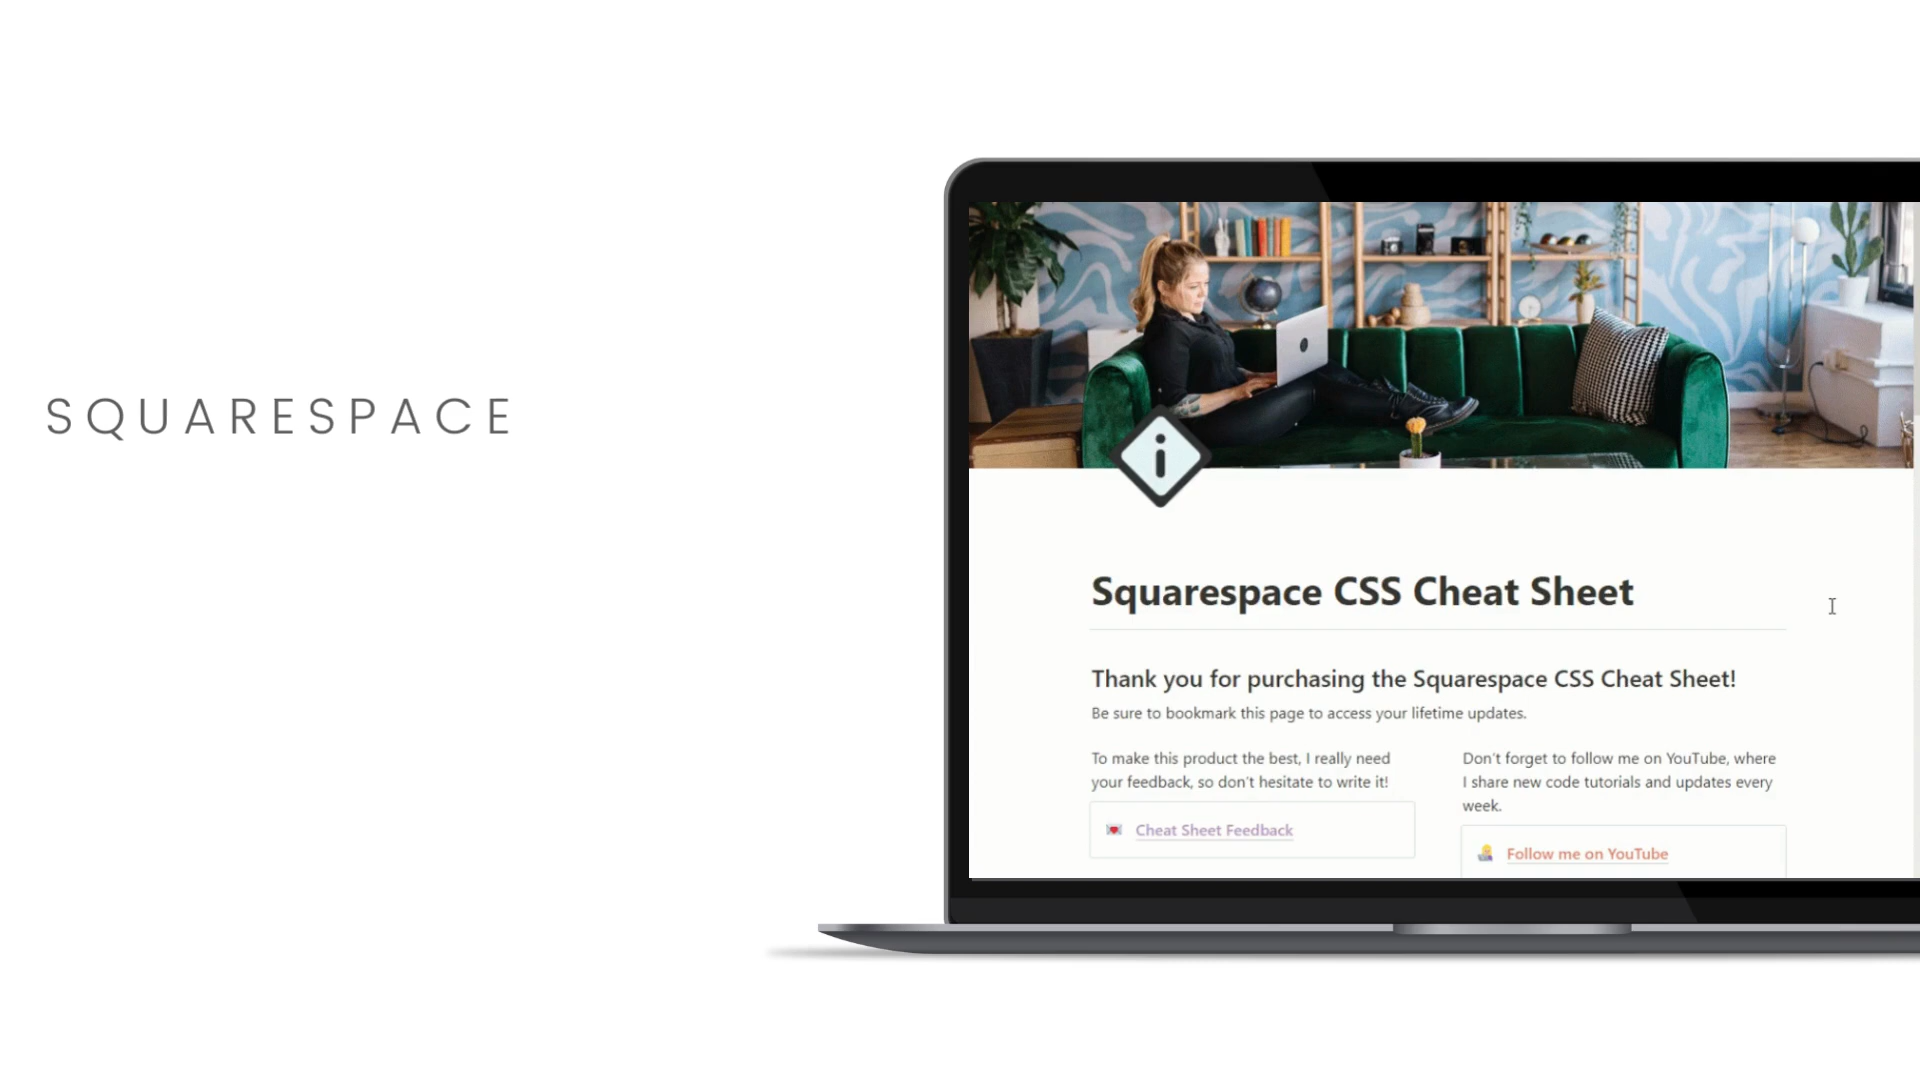 SQUARESPACE
Squarespace CSS Cheat Sheet
Thank you for purchasing the Squarespace CSS Cheat Sheet!
Be sure to bookmark this page to access your lifetime updates.
To make this product the best, I really need
your feedback, so don't hesitate to write it!
Cheat Sheet Feedback
Don't forget to follow me on YouTube, where
I share new code tutorials and updates every
week.
Follow me on YouTube